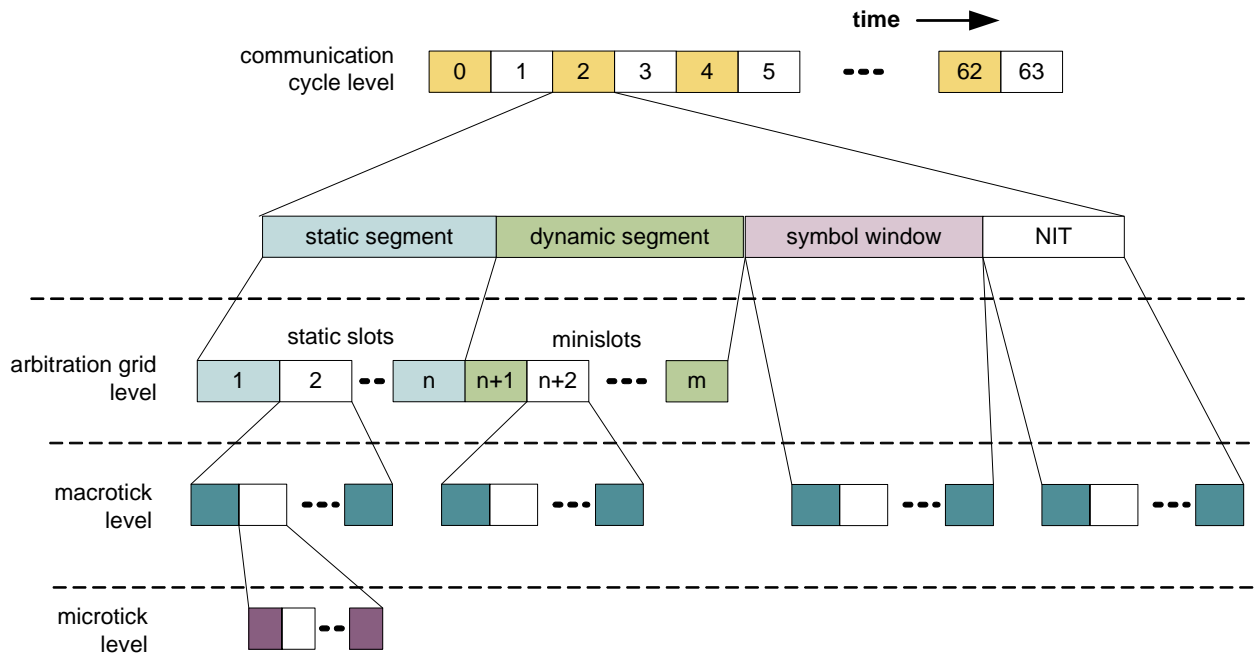 time
communication
cycle level
0 1 2 3 4 5 62 63
static segment dynamic segment symbol window NIT
static slots minislots
arbitration grid
level
1 2 n n+1 n+2 m
macrotick
level
microtick
level